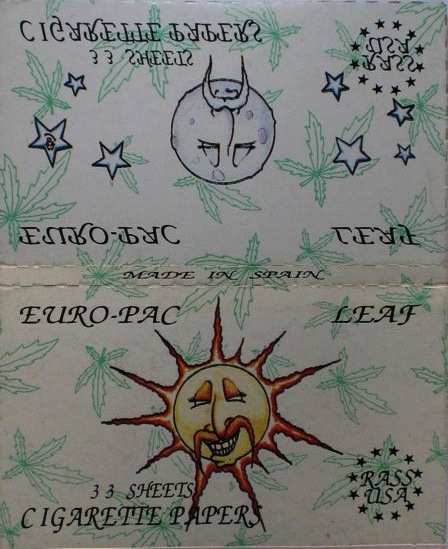 CIGARETTE PAPERS
33 SHEETS
RASS
USA
EURO-PAC LEAF
MADE IN SPAIN
EURO-PAC LEAF
33 SHEETS
CIGARETTE PAPERS
RASS
USA